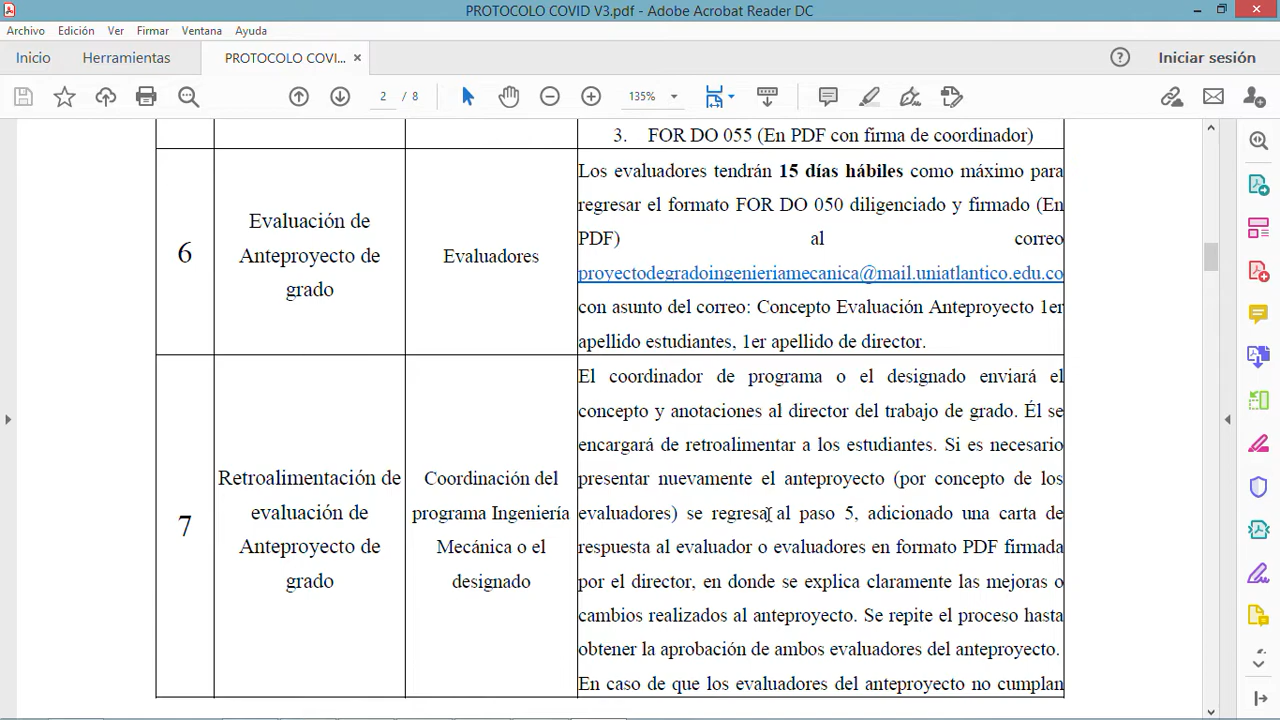 PROTOCOLO COVID V3.pdf - Adobe Acrobat Reader DC
Archivo Edición Ver Firmar Ventana Ayuda
Inicio Herramientas PROTOCOLO COVI... × Iniciar sesión
2 / 8 135%
3. FOR DO 055 (En PDF con firma de coordinador)
6
Evaluación de
Anteproyecto de
grado
Evaluadores
Los evaluadores tendrán 15 días hábiles como máximo para
regresar el formato FOR DO 050 diligenciado y firmado (En
PDF) al correo
proyectodegradoingenieriamecanica@mail.uniatlantico.edu.co
con asunto del correo: Concepto Evaluación Anteproyecto 1er
apellido estudiantes, 1er apellido de director.
7
Retroalimentación de
evaluación de
Anteproyecto de
grado
Coordinación del
programa Ingeniería
Mecánica o el
designado
El coordinador de programa o el designado enviará el
concepto y anotaciones al director del trabajo de grado. Él se
encargará de retroalimentar a los estudiantes. Si es necesario
presentar nuevamente el anteproyecto (por concepto de los
evaluadores) se regresa al paso 5, adicionado una carta de
respuesta al evaluador o evaluadores en formato PDF firmada
por el director, en donde se explica claramente las mejoras o
cambios realizados al anteproyecto. Se repite el proceso hasta
obtener la aprobación de ambos evaluadores del anteproyecto.
En caso de que los evaluadores del anteproyecto no cumplan